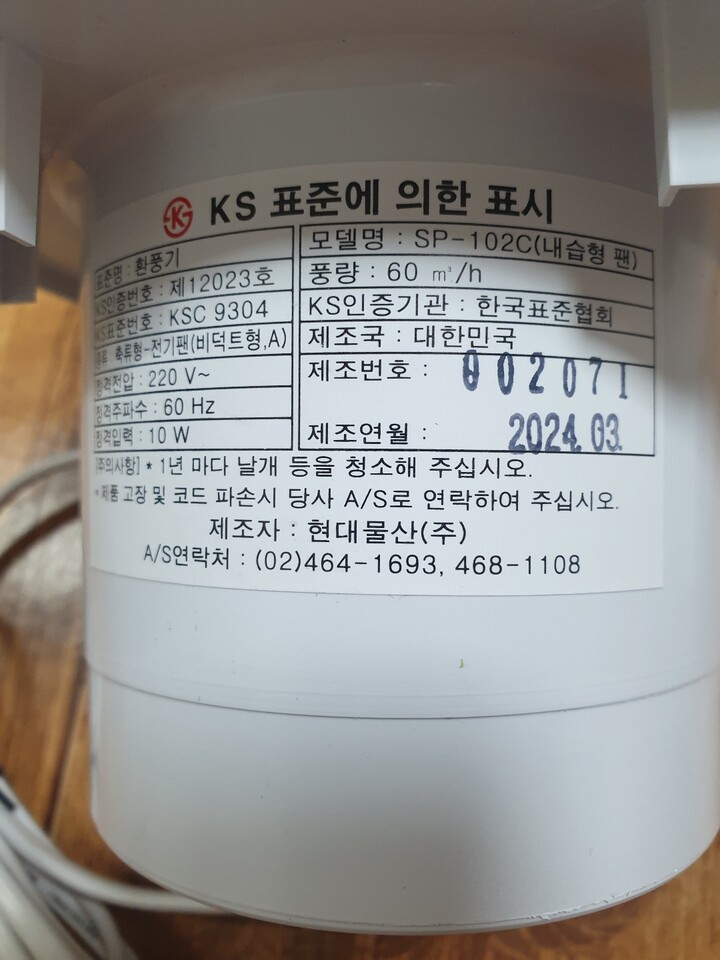 KS 표준에 의한 표시
표준명 : 환풍기
KS인증번호 : 제12023호
KS표준번호 : KSC 9304
종류 축류형-전기팬(비덕트형,A)
정격전압 : 220 V~
정격주파수 : 60 Hz
정격입력 : 10 W
모델명 : SP-102C(내습형 팬)
풍량 : 60 ㎥/h
KS인증기관 : 한국표준협회
제조국 : 대한민국
제조번호 : 002071
제조연월 : 2024.03.
[주의사항] * 1년 마다 날개 등을 청소해 주십시오.
* 제품 고장 및 코드 파손시 당사 A/S로 연락하여 주십시오.
제조자 : 현대물산(주)
A/S연락처 : (02)464-1693, 468-1108